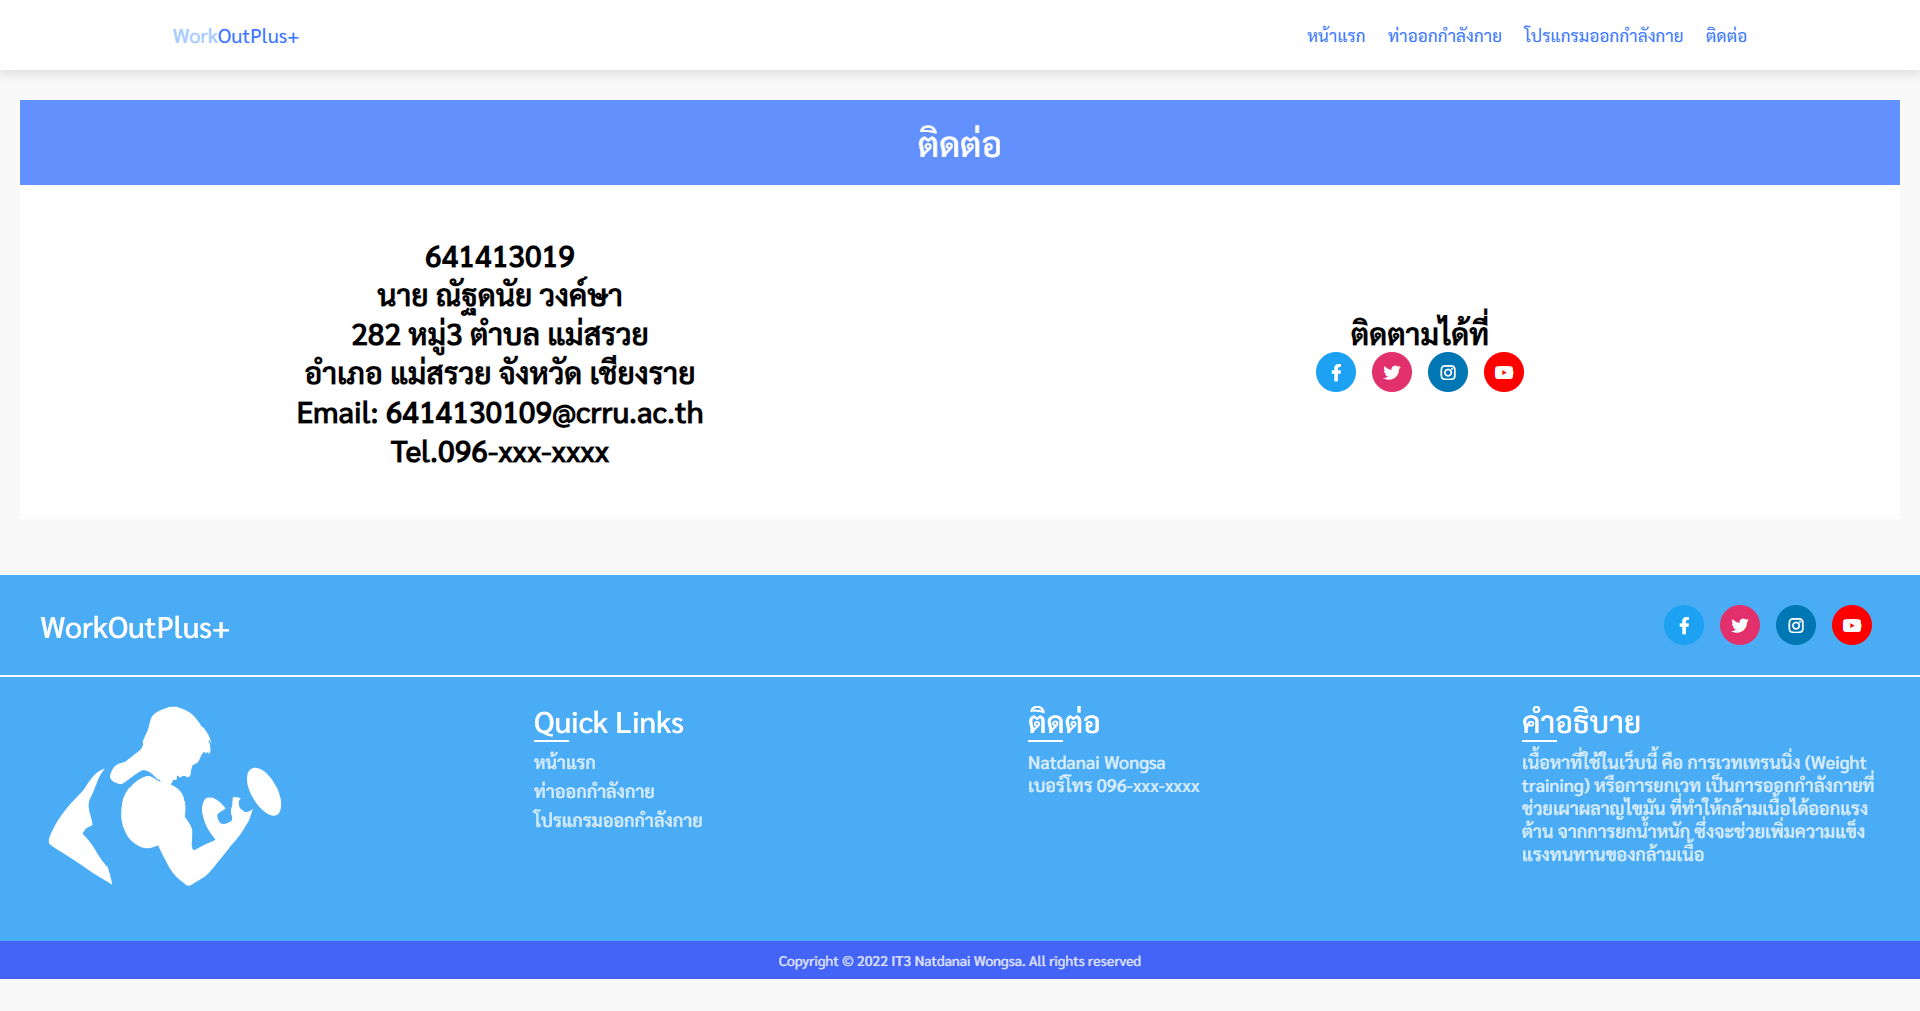 WorkOutPlus+
หน้าแรก ท่าออกกำลังกาย โปรแกรมออกกำลังกาย ติดต่อ
ติดต่อ
641413019
นาย ณัฐดนัย วงค์ษา
282 หมู่3 ตำบล แม่สรวย
อำเภอ แม่สรวย จังหวัด เชียงราย
Email: 6414130109@crru.ac.th
Tel.096-xxx-xxxx
ติดตามได้ที่
WorkOutPlus+
Quick Links
หน้าแรก
ท่าออกกำลังกาย
โปรแกรมออกกำลังกาย
ติดต่อ
Natdanai Wongsa
เบอร์โทร 096-xxx-xxxx
คำอธิบาย
เนื้อหาที่ใช้ในเว็บนี้ คือ การเวทเทรนนิ่ง (Weight
training) หรือการยกเวท เป็นการออกกำลังกายที่
ช่วยเผาผลาญไขมัน ที่ทำให้กล้ามเนื้อได้ออกแรง
ต้าน จากการยกน้ำหนัก ซึ่งจะช่วยเพิ่มความแข็ง
แรงทนทานของกล้ามเนื้อ
Copyright © 2022 IT3 Natdanai Wongsa. All rights reserved